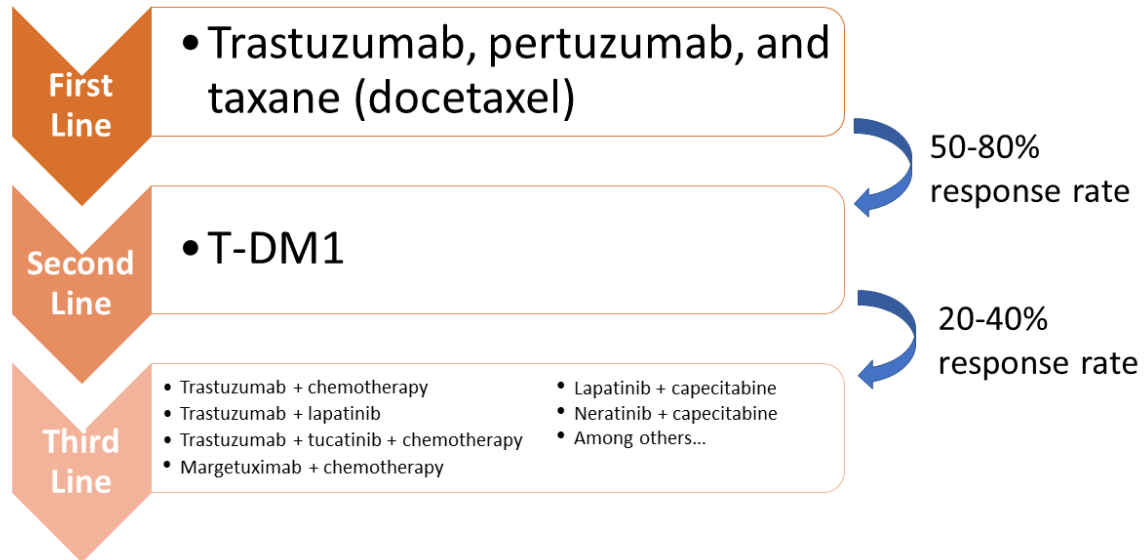 First
Line
• Trastuzumab, pertuzumab, and
taxane (docetaxel)
50-80%
response rate
Second
Line
• T-DM1
20-40%
response rate
Third
Line
• Trastuzumab + chemotherapy
• Trastuzumab + lapatinib
• Trastuzumab + tucatinib + chemotherapy
• Margetuximab + chemotherapy
• Lapatinib + capecitabine
• Neratinib + capecitabine
• Among others...